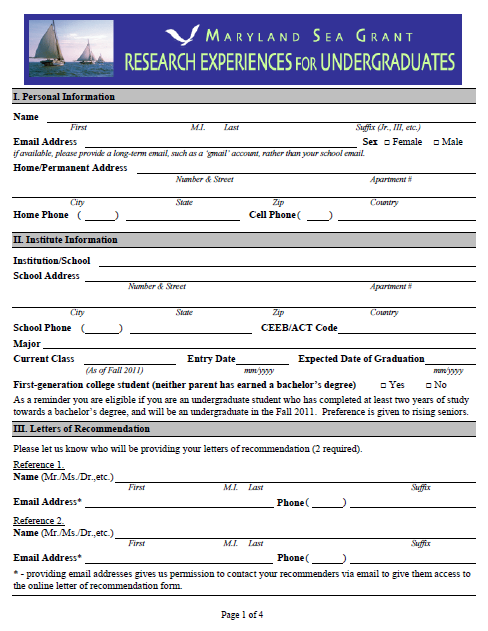 MARYLAND SEA GRANT
RESEARCH EXPERIENCES FOR UNDERGRADUATES
I. Personal Information
Name
First M.I. Last Suffix (Jr., III, etc.)
Email Address Sex □ Female □ Male
if available, please provide a long-term email, such as a 'gmail' account, rather than your school email.
Home/Permanent Address
Number & Street Apartment #
City State Zip Country
Home Phone ( ) Cell Phone ( )
II. Institute Information
Institution/School
School Address
Number & Street Apartment #
City State Zip Country
School Phone ( ) CEEB/ACT Code
Major
Current Class Entry Date Expected Date of Graduation
(As of Fall 2011) mm/yyyy mm/yyyy
First-generation college student (neither parent has earned a bachelor's degree) □ Yes □ No
As a reminder you are eligible if you are an undergraduate student who has completed at least two years of study
towards a bachelor's degree, and will be an undergraduate in the Fall 2011. Preference is given to rising seniors.
III. Letters of Recommendation
Please let us know who will be providing your letters of recommendation (2 required).
Reference 1.
Name (Mr./Ms./Dr.,etc.)
First M.I. Last Suffix
Email Address* Phone ( )
Reference 2.
Name (Mr./Ms./Dr.,etc.)
First M.I. Last Suffix
Email Address* Phone ( )
* - providing email addresses gives us permission to contact your recommenders via email to give them access to
the online letter of recommendation form.
Page 1 of 4